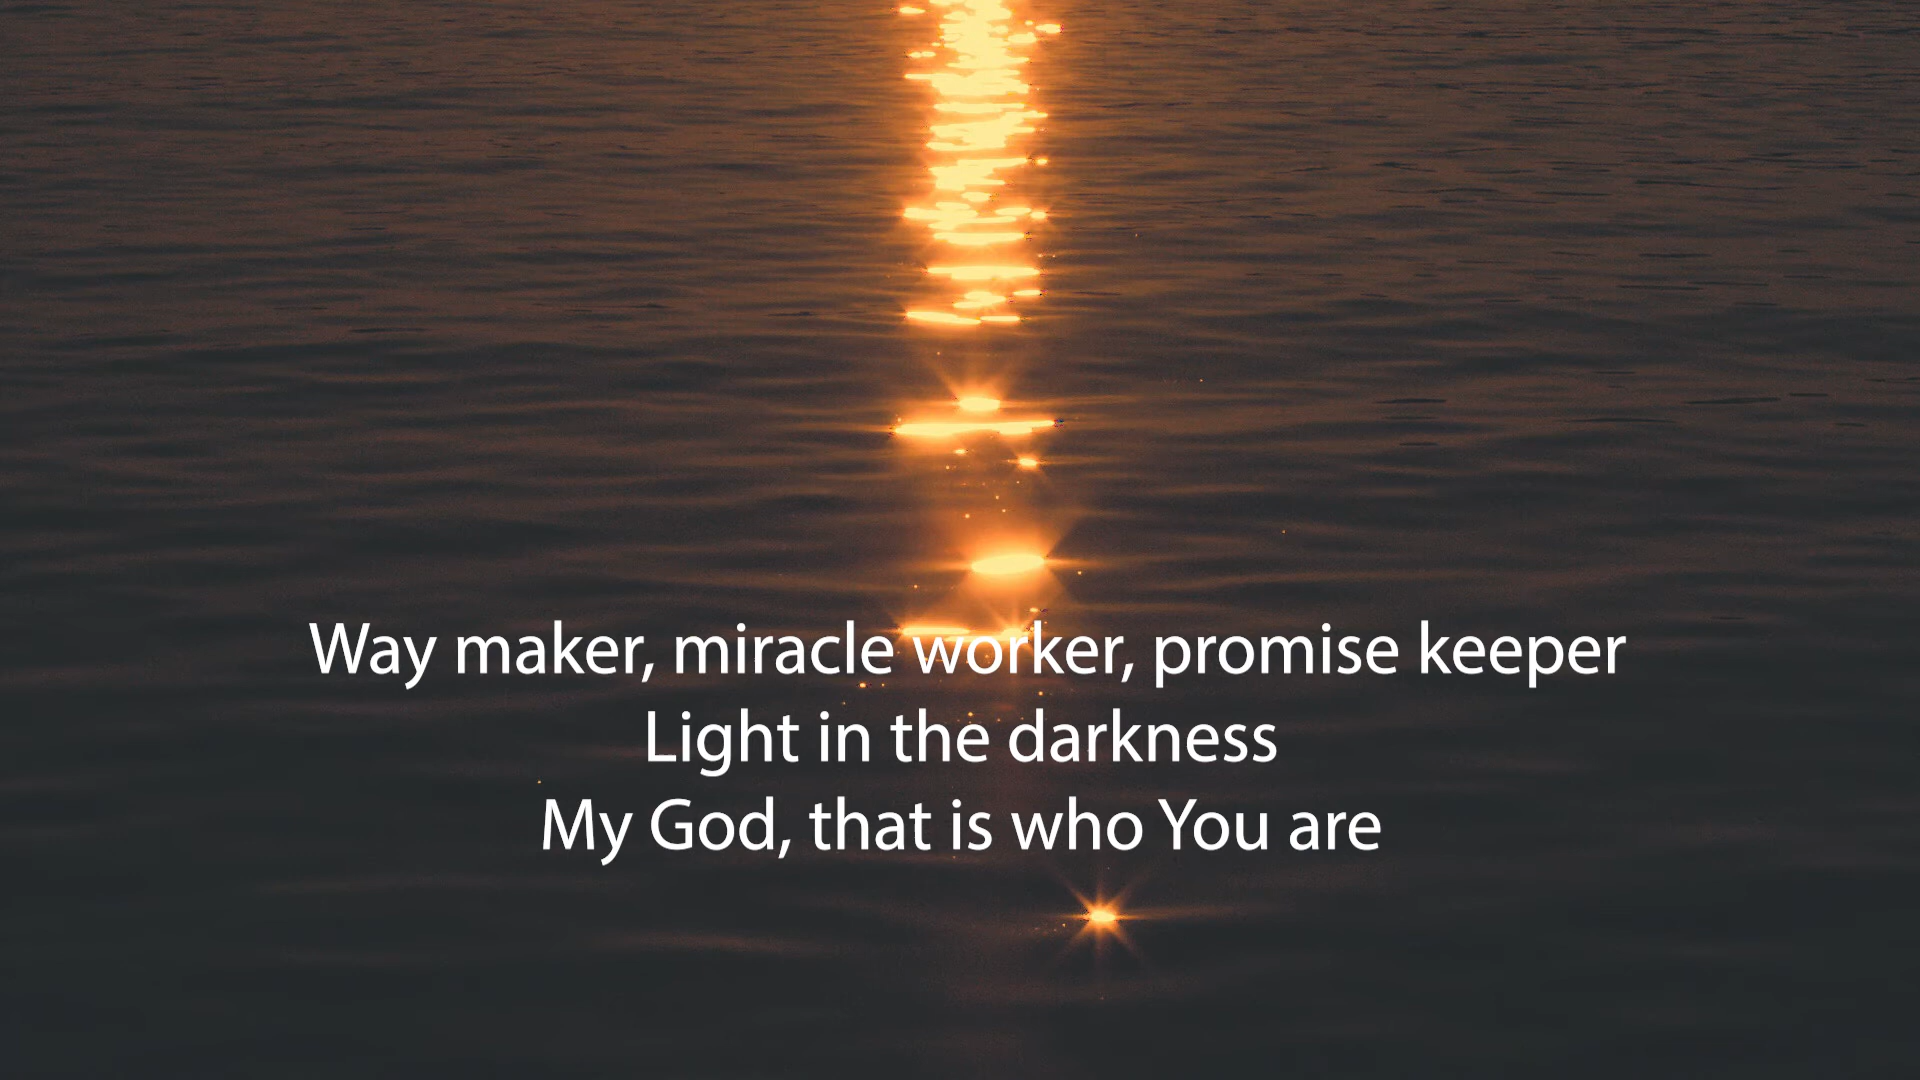 Way maker, miracle worker, promise keeper
Light in the darkness
My God, that is who You are